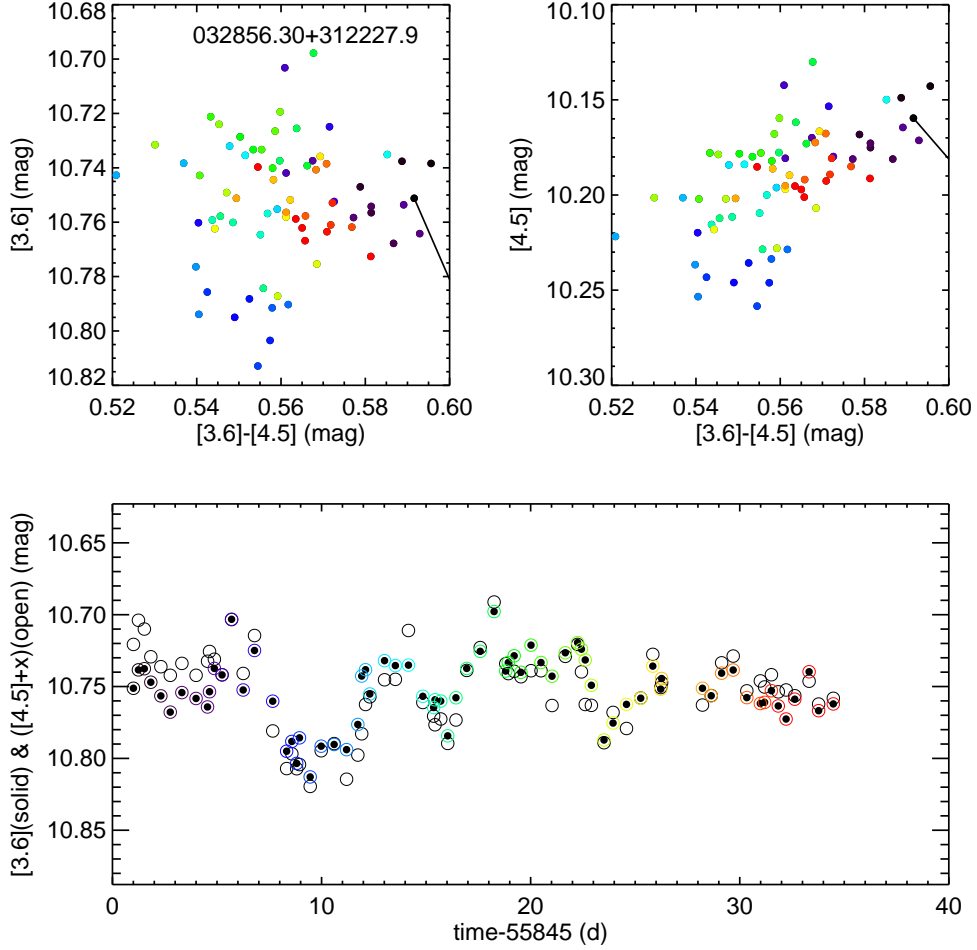 10.68
10.70
10.72
10.74
10.76
10.78
10.80
10.82
[3.6] (mag)
032856.30+312227.9
0.52 0.54 0.56 0.58 0.60
[3.6]-[4.5] (mag)
10.10
10.15
10.20
10.25
10.30
[4.5] (mag)
0.52 0.54 0.56 0.58 0.60
[3.6]-[4.5] (mag)
10.65
10.70
10.75
10.80
10.85
[3.6](solid) & ([4.5]+x)(open) (mag)
0 10 20 30 40
time-55845 (d)